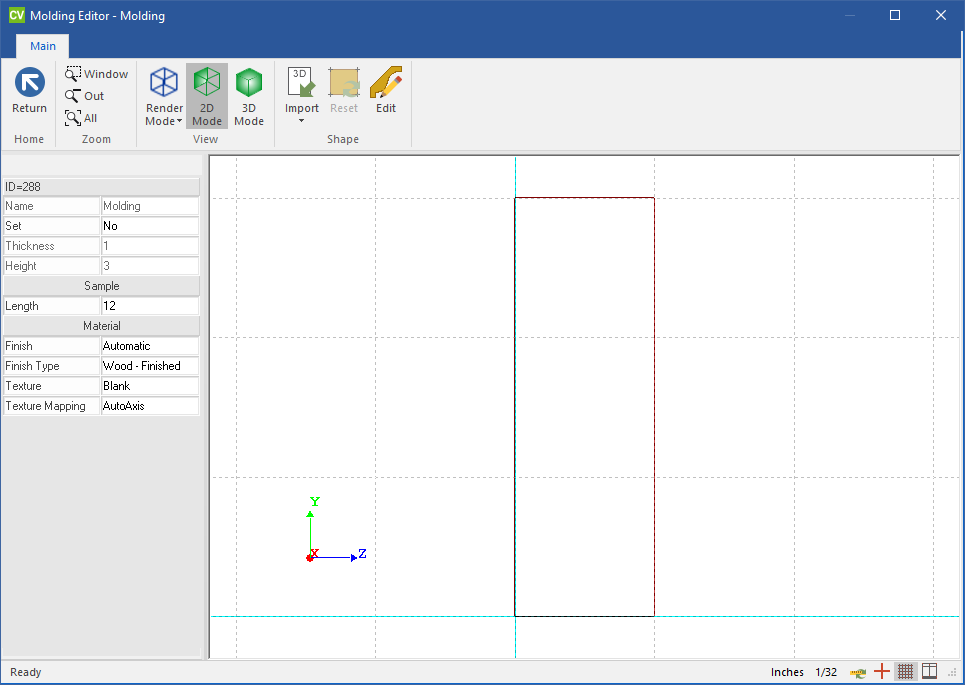 CV Molding Editor - Molding
Main
Return
Home
Window
Out
All
Zoom
Render Mode
2D Mode
3D Mode
View
3D
Import
Reset
Edit
Shape
ID=288
Name Molding
Set No
Thickness 1
Height 3
Sample
Length 12
Material
Finish Automatic
Finish Type Wood - Finished
Texture Blank
Texture Mapping AutoAxis
Y
X
Z
Ready
Inches 1/32